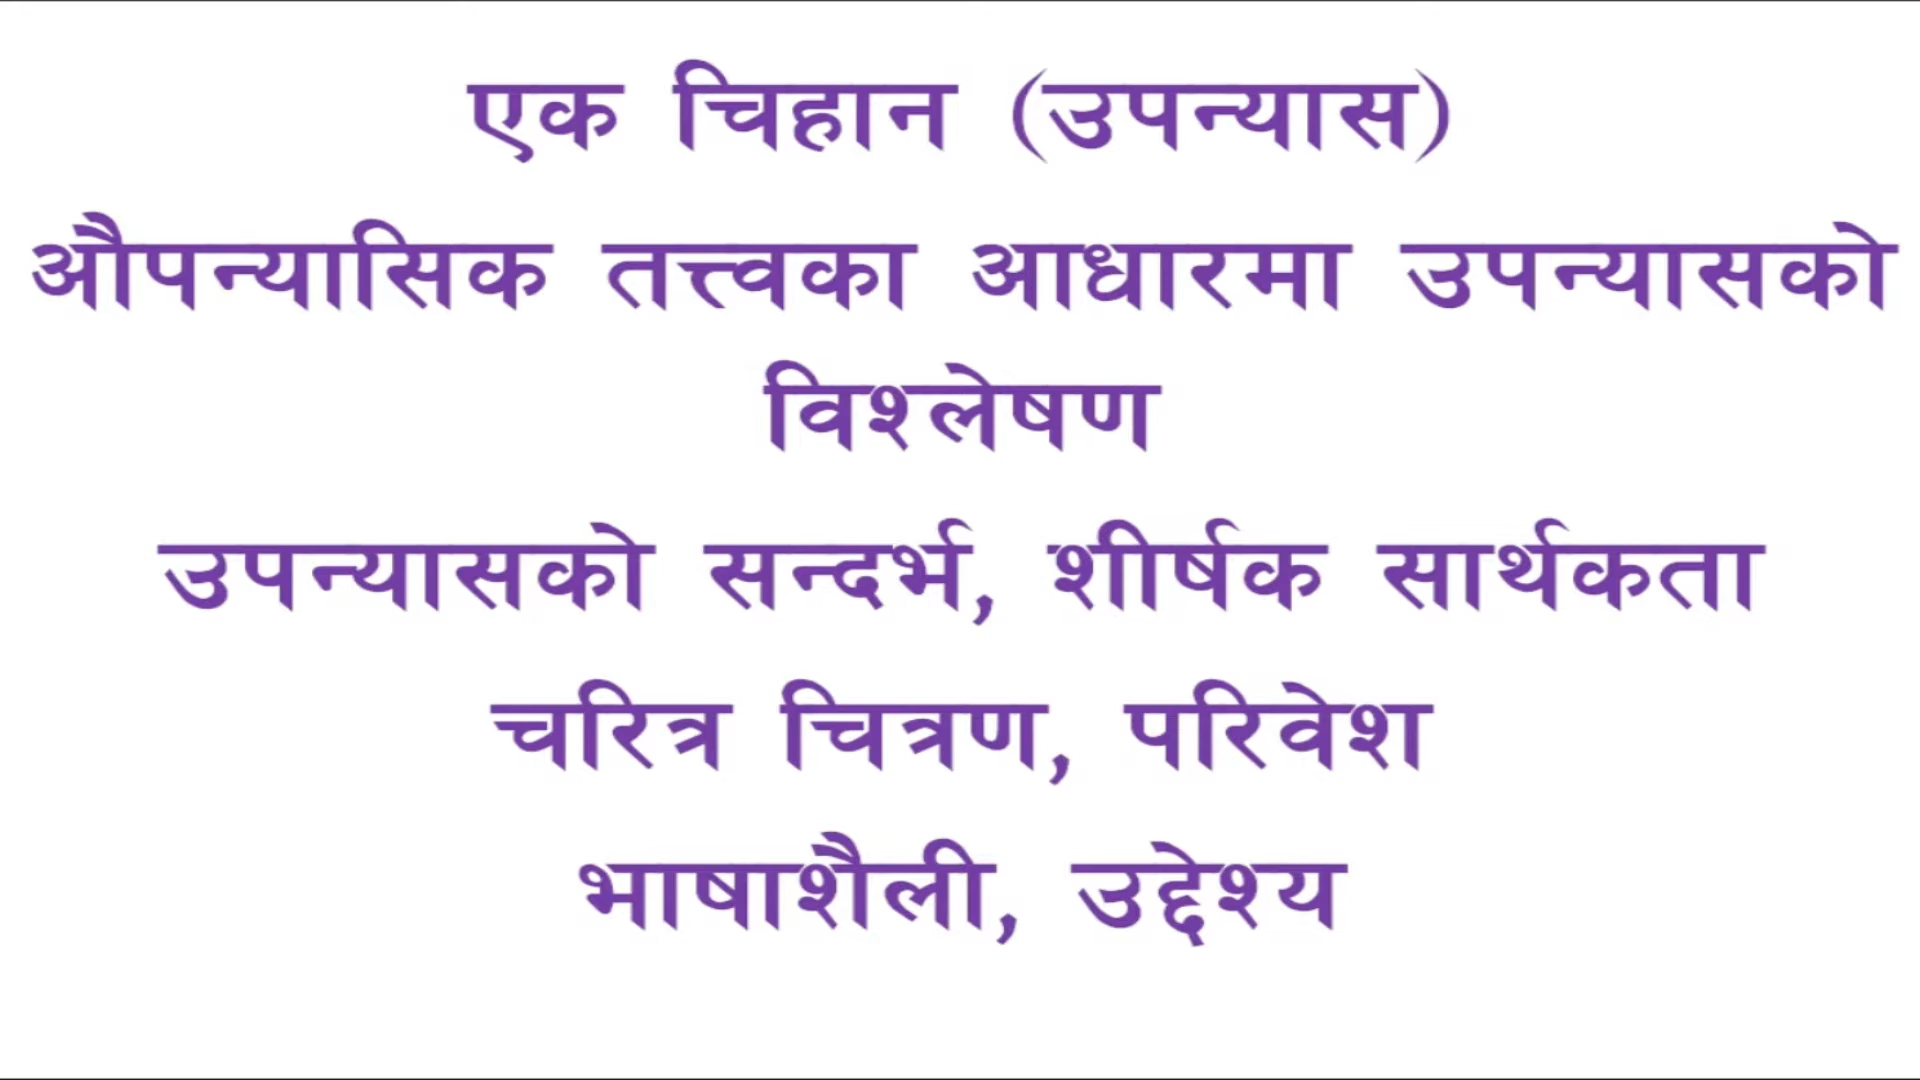 एक चिहान (उपन्यास)
औपन्यासिक तत्त्वका आधारमा उपन्यासको
विश्लेषण
उपन्यासको सन्दर्भ, शीर्षक सार्थकता
चरित्र चित्रण, परिवेश
भाषाशैली, उद्देश्य